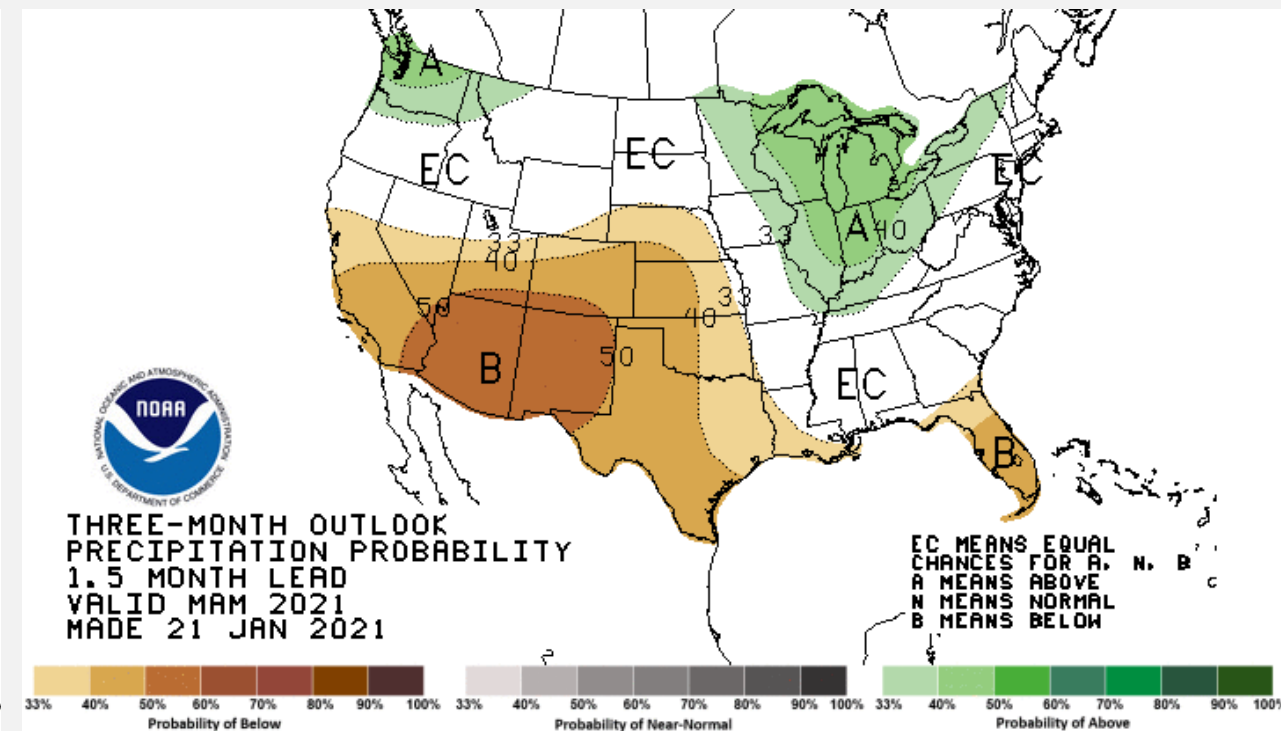 A
EC
EC
EC
33
A 40
33
40
50
33
40
50
B
EC
B
NATIONAL OCEANIC AND ATMOSPHERIC ADMINISTRATION
NOAA
U.S. DEPARTMENT OF COMMERCE
THREE-MONTH OUTLOOK
PRECIPITATION PROBABILITY
1.5 MONTH LEAD
VALID MAM 2021
MADE 21 JAN 2021
EC MEANS EQUAL
CHANCES FOR A. N. B
A MEANS ABOVE
N MEANS NORMAL
B MEANS BELOW
33% 40% 50% 60% 70% 80% 90% 100%
Probability of Below
33% 40% 50% 60% 70% 80% 90% 100%
Probability of Near-Normal
33% 40% 50% 60% 70% 80% 90% 100%
Probability of Above